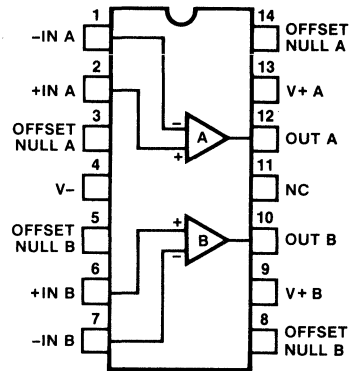 1
−IN A
2
+IN A
3
OFFSET
NULL A
4
V−
5
OFFSET
NULL B
6
+IN B
7
−IN B
−
A
+
+
B
−
14
OFFSET
NULL A
13
V+ A
12
OUT A
11
NC
10
OUT B
9
V+ B
8
OFFSET
NULL B